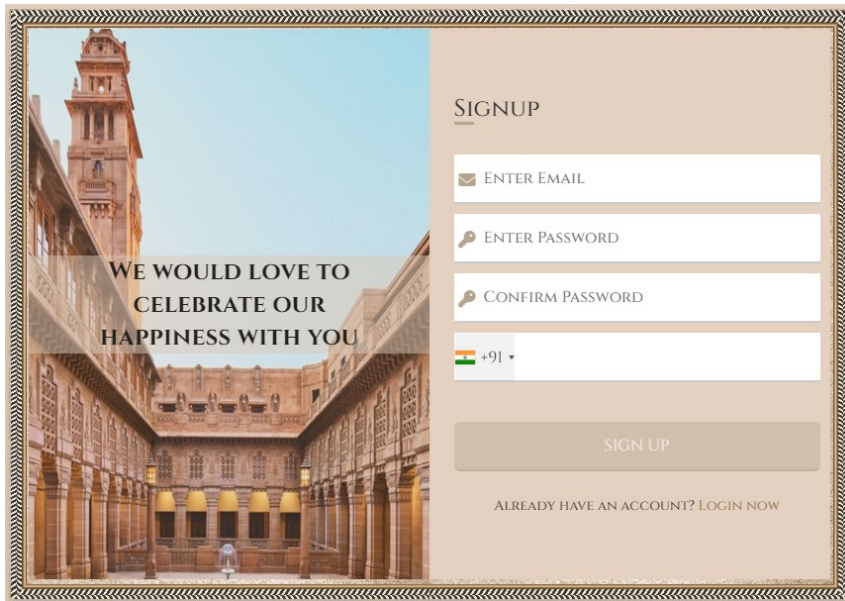 We would love to
celebrate our
happiness with you
Signup
Enter Email
Enter Password
Confirm Password
+91
SIGN UP
Already have an account? Login now